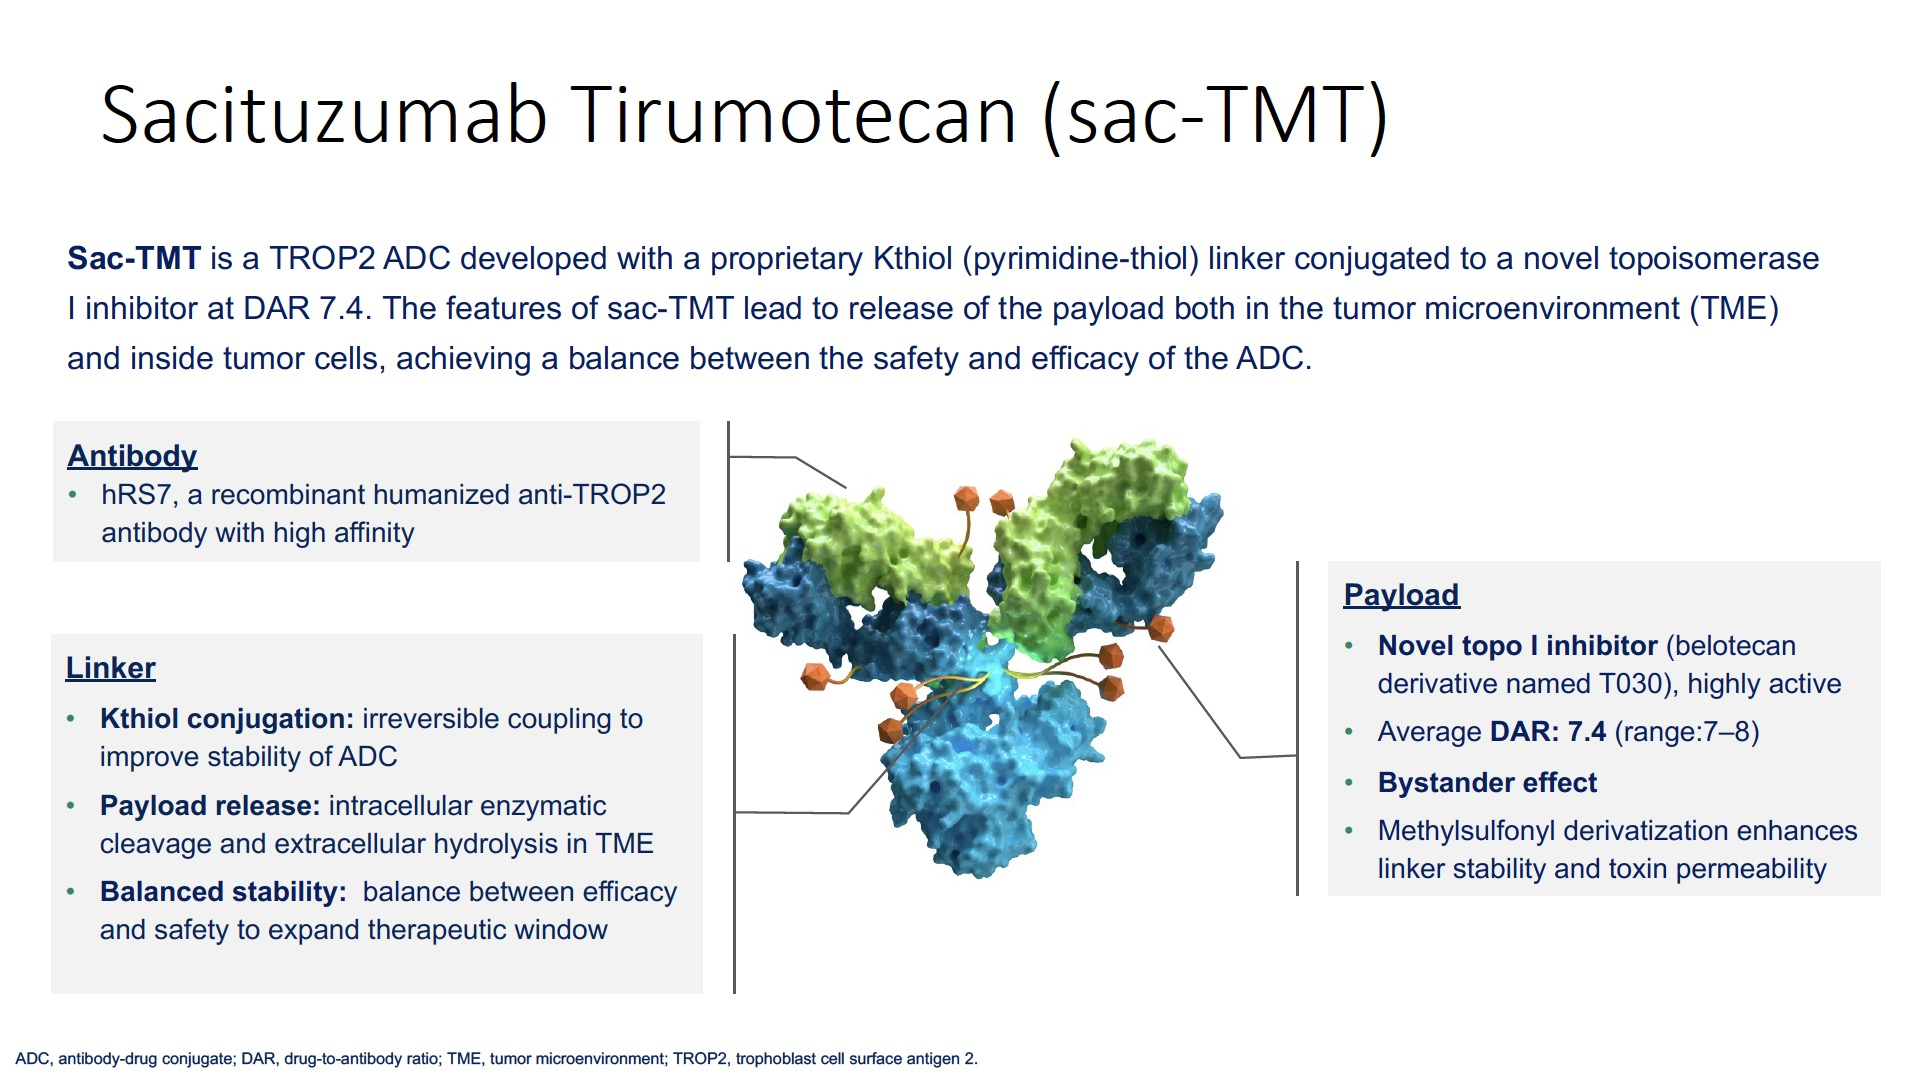 Sacituzumab Tirumotecan (sac-TMT)
Sac-TMT is a TROP2 ADC developed with a proprietary Kthiol (pyrimidine-thiol) linker conjugated to a novel topoisomerase
I inhibitor at DAR 7.4. The features of sac-TMT lead to release of the payload both in the tumor microenvironment (TME)
and inside tumor cells, achieving a balance between the safety and efficacy of the ADC.
Antibody
• hRS7, a recombinant humanized anti-TROP2
antibody with high affinity
Linker
• Kthiol conjugation: irreversible coupling to
improve stability of ADC
• Payload release: intracellular enzymatic
cleavage and extracellular hydrolysis in TME
• Balanced stability: balance between efficacy
and safety to expand therapeutic window
Payload
• Novel topo I inhibitor (belotecan
derivative named T030), highly active
• Average DAR: 7.4 (range:7–8)
• Bystander effect
• Methylsulfonyl derivatization enhances
linker stability and toxin permeability
ADC, antibody-drug conjugate; DAR, drug-to-antibody ratio; TME, tumor microenvironment; TROP2, trophoblast cell surface antigen 2.